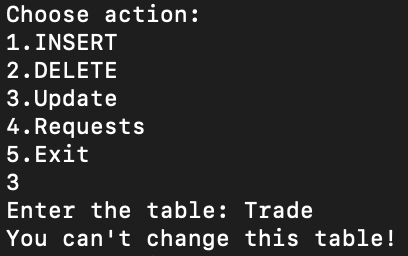 Choose action:
1.INSERT
2.DELETE
3.Update
4.Requests
5.Exit
3
Enter the table: Trade
You can't change this table!